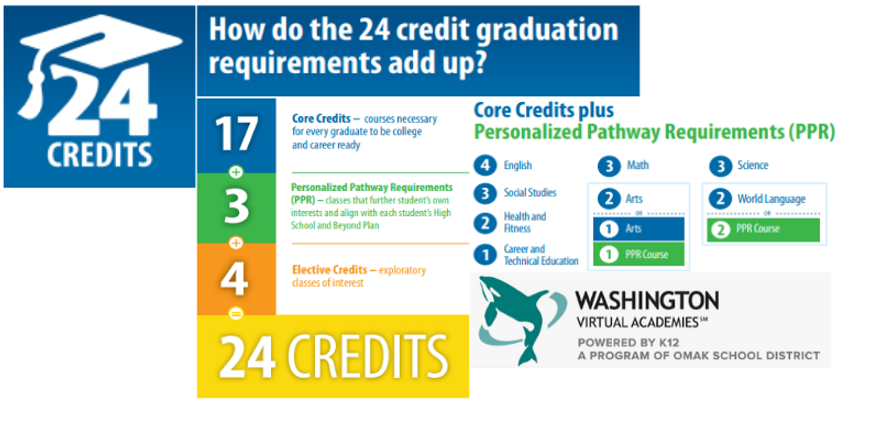 24
CREDITS
How do the 24 credit graduation
requirements add up?
17
Core Credits – courses necessary
for every graduate to be college
and career ready
+
3
Personalized Pathway Requirements
(PPR) – classes that further student's own
interests and align with each student's High
School and Beyond Plan
+
4
Elective Credits – exploratory
classes of interest
=
24 CREDITS
Core Credits plus
Personalized Pathway Requirements (PPR)
4 English
3 Social Studies
2 Health and
Fitness
1 Career and
Technical Education
3 Math
2 Arts
OR
1 Arts
1 PPR Course
3 Science
2 World Language
OR
2 PPR Course
WASHINGTON
VIRTUAL ACADEMIES℠
POWERED BY K12
A PROGRAM OF OMAK SCHOOL DISTRICT